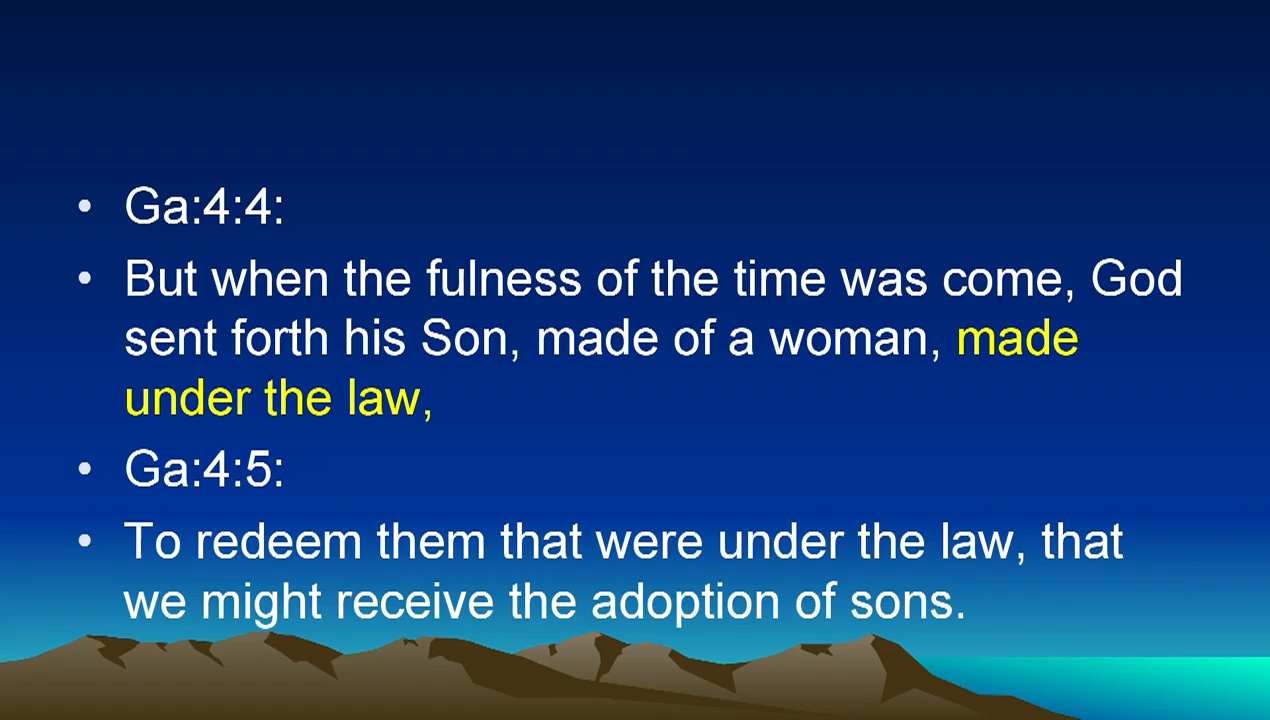 • Ga:4:4:
• But when the fulness of the time was come, God
sent forth his Son, made of a woman, made
under the law,
• Ga:4:5:
• To redeem them that were under the law, that
we might receive the adoption of sons.